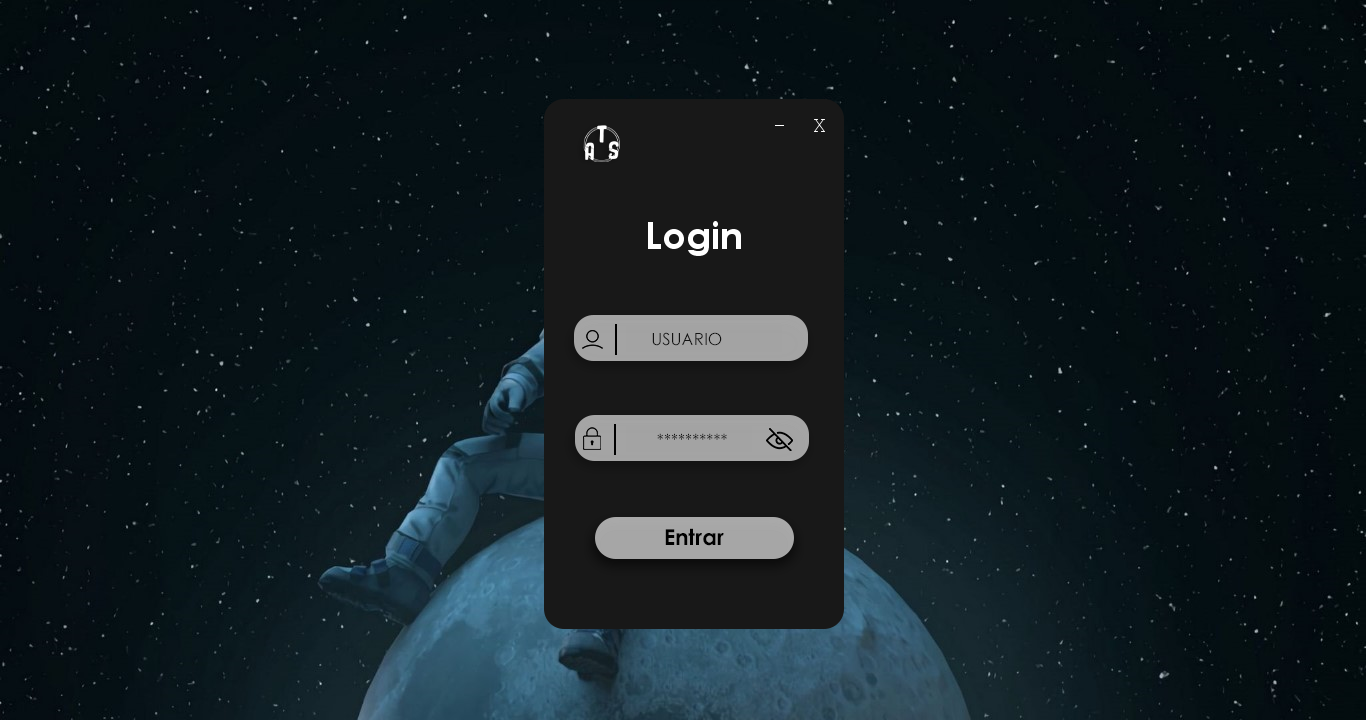 T
A S
– X
Login
USUARIO
**********
Entrar